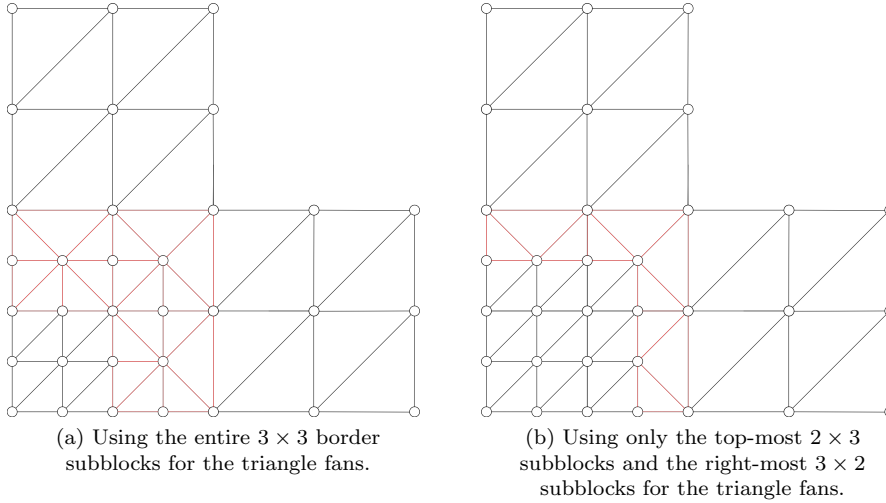 (a) Using the entire 3 × 3 border
subblocks for the triangle fans.
(b) Using only the top-most 2 × 3
subblocks and the right-most 3 × 2
subblocks for the triangle fans.